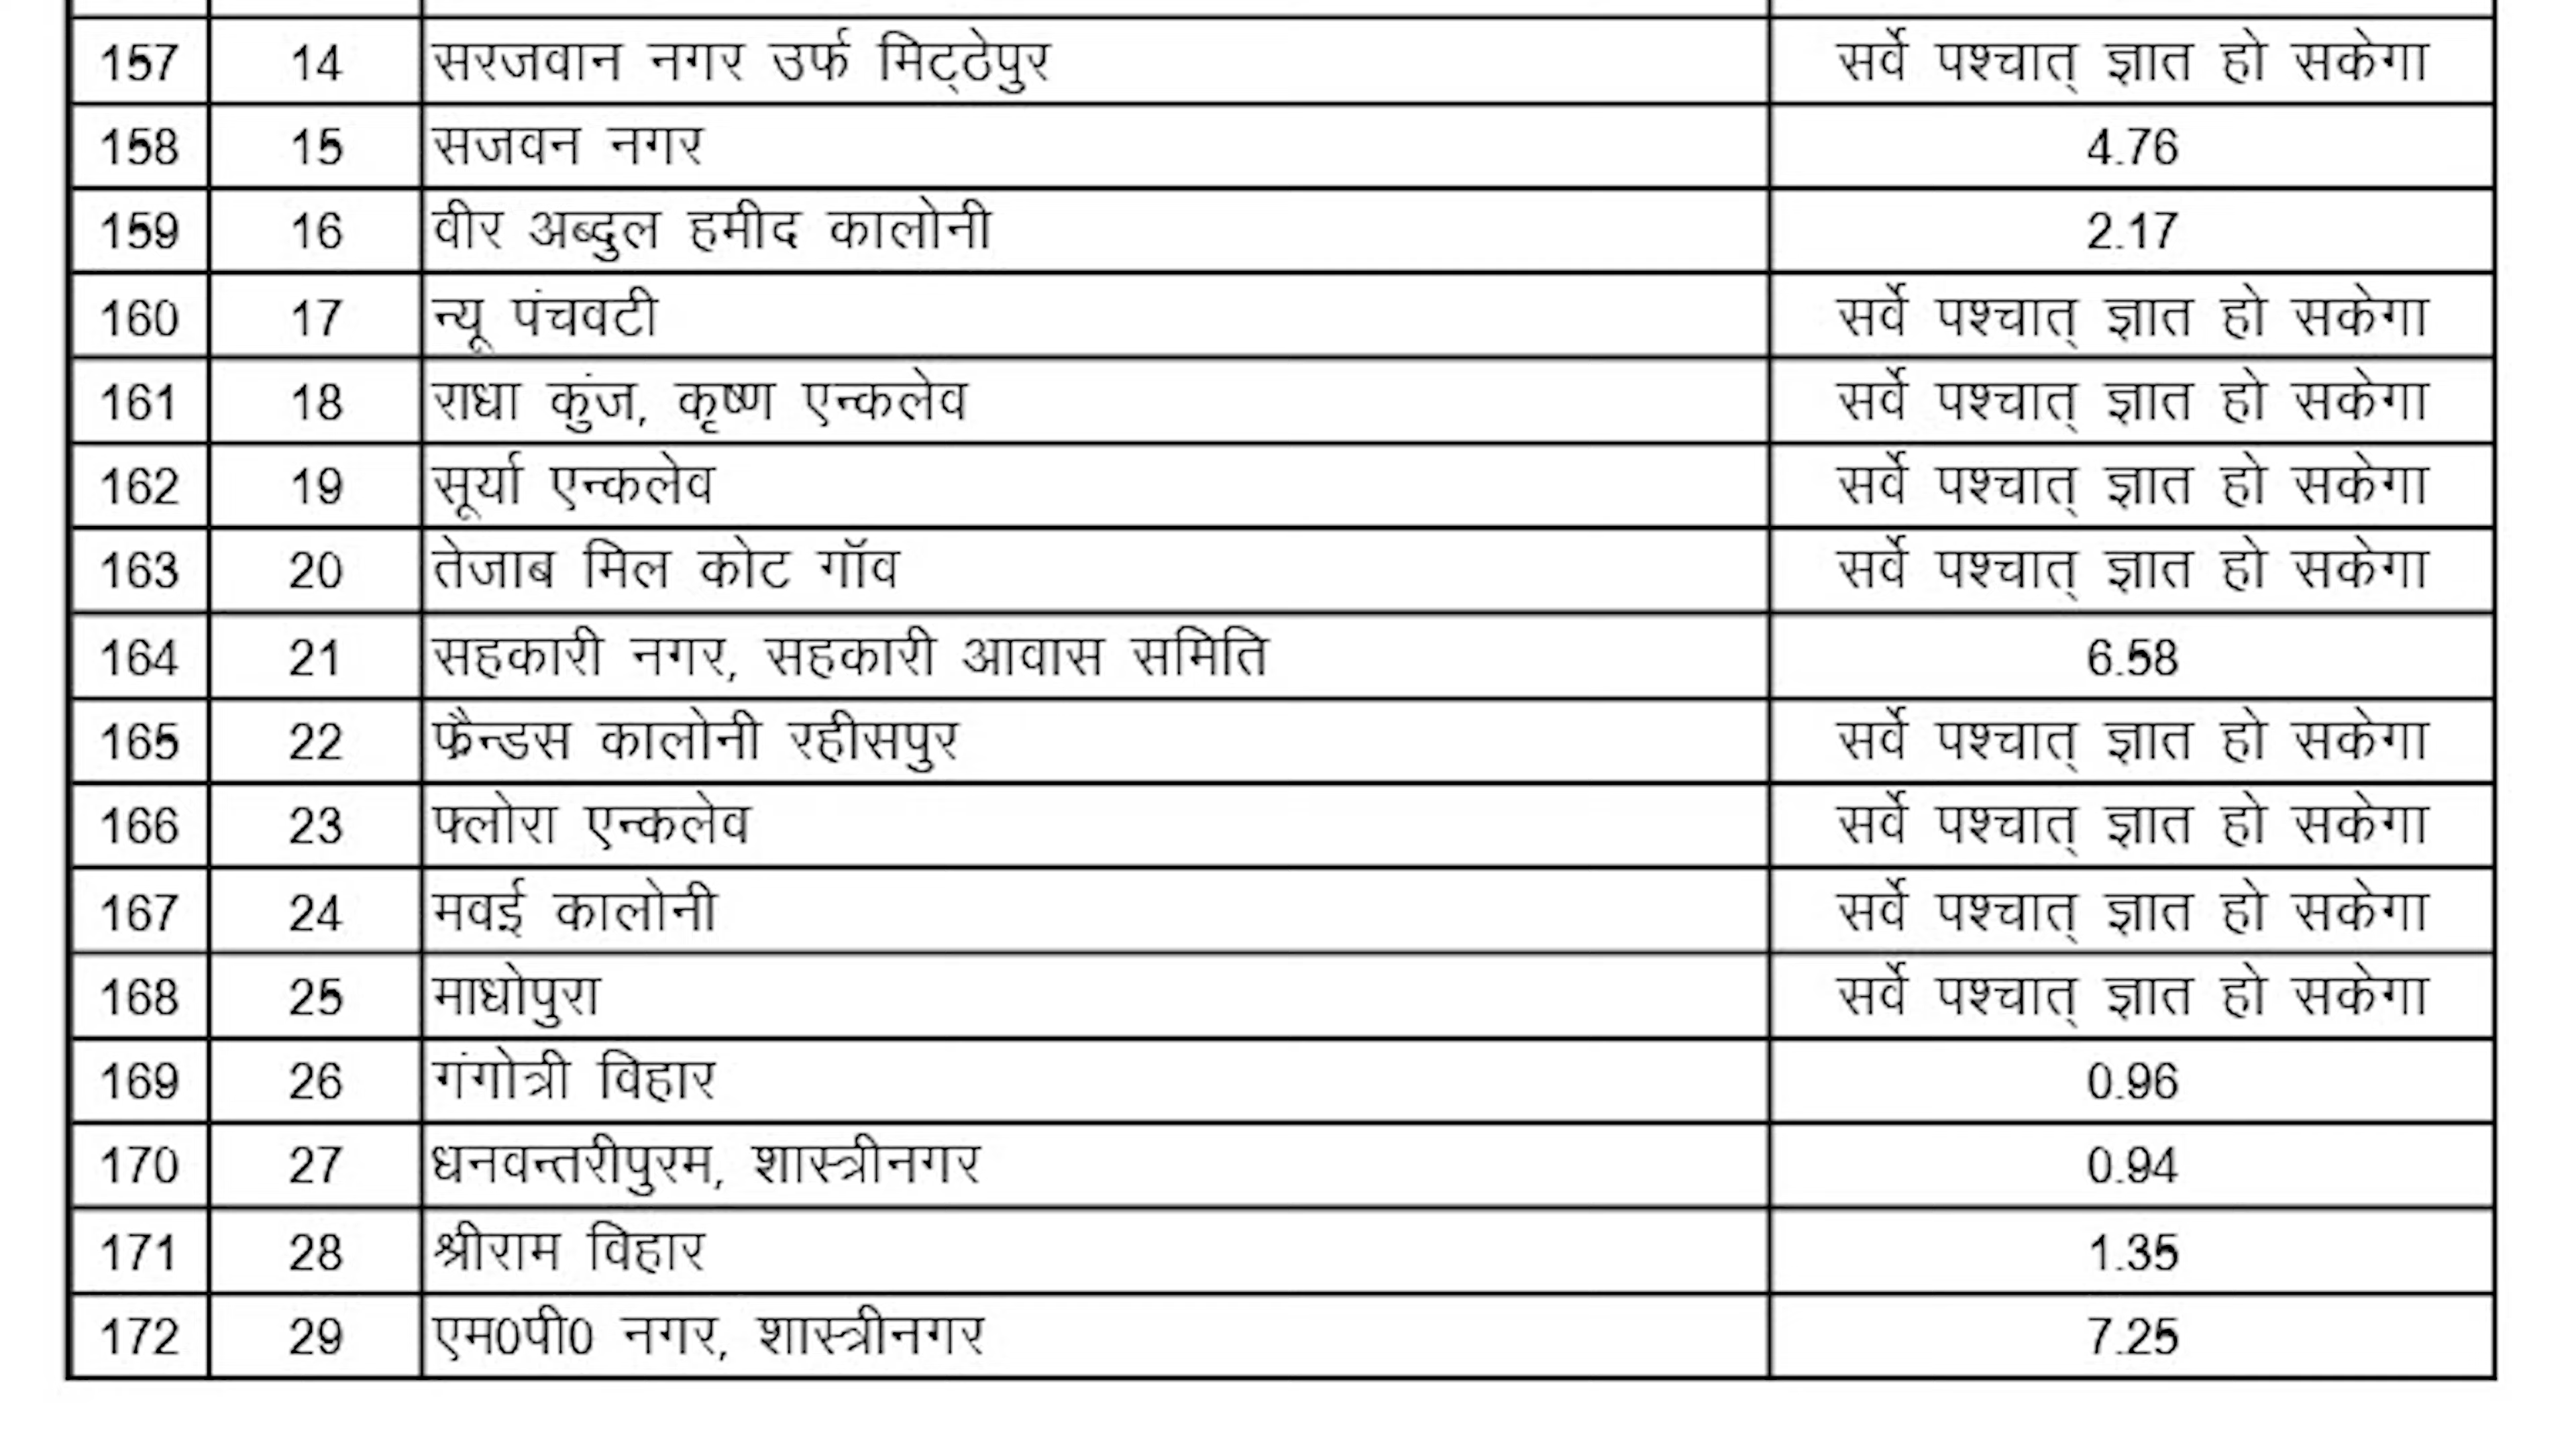 157 14 सरजवान नगर उर्फ मिट्ठेपुर सर्वे पश्चात् ज्ञात हो सकेगा
158 15 सजवन नगर 4.76
159 16 वीर अब्दुल हमीद कालोनी 2.17
160 17 न्यू पंचवटी सर्वे पश्चात् ज्ञात हो सकेगा
161 18 राधा कुंज, कृष्ण एन्कलेव सर्वे पश्चात् ज्ञात हो सकेगा
162 19 सूर्या एन्कलेव सर्वे पश्चात् ज्ञात हो सकेगा
163 20 तेजाब मिल कोट गॉव सर्वे पश्चात् ज्ञात हो सकेगा
164 21 सहकारी नगर, सहकारी आवास समिति 6.58
165 22 फ्रैन्डस कालोनी रहीसपुर सर्वे पश्चात् ज्ञात हो सकेगा
166 23 फ्लोरा एन्कलेव सर्वे पश्चात् ज्ञात हो सकेगा
167 24 मवई कालोनी सर्वे पश्चात् ज्ञात हो सकेगा
168 25 माधोपुरा सर्वे पश्चात् ज्ञात हो सकेगा
169 26 गंगोत्री विहार 0.96
170 27 धनवन्तरीपुरम, शास्त्रीनगर 0.94
171 28 श्रीराम विहार 1.35
172 29 एम0पी0 नगर, शास्त्रीनगर 7.25